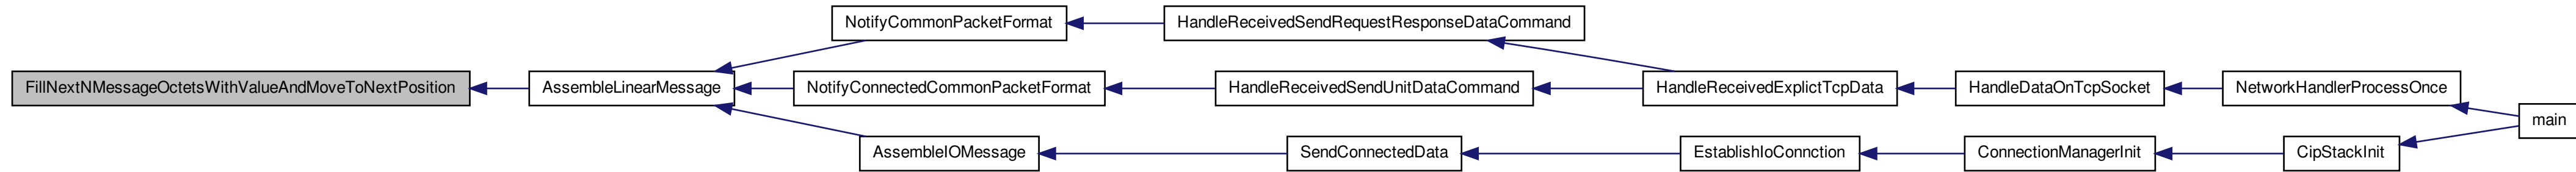 NotifyCommonPacketFormat
HandleReceivedSendRequestResponseDataCommand
FillNextNMessageOctetsWithValueAndMoveToNextPosition
AssembleLinearMessage
NotifyConnectedCommonPacketFormat
HandleReceivedSendUnitDataCommand
HandleReceivedExplictTcpData
HandleDataOnTcpSocket
NetworkHandlerProcessOnce
main
AssembleIOMessage
SendConnectedData
EstablishIoConnction
ConnectionManagerInit
CipStackInit